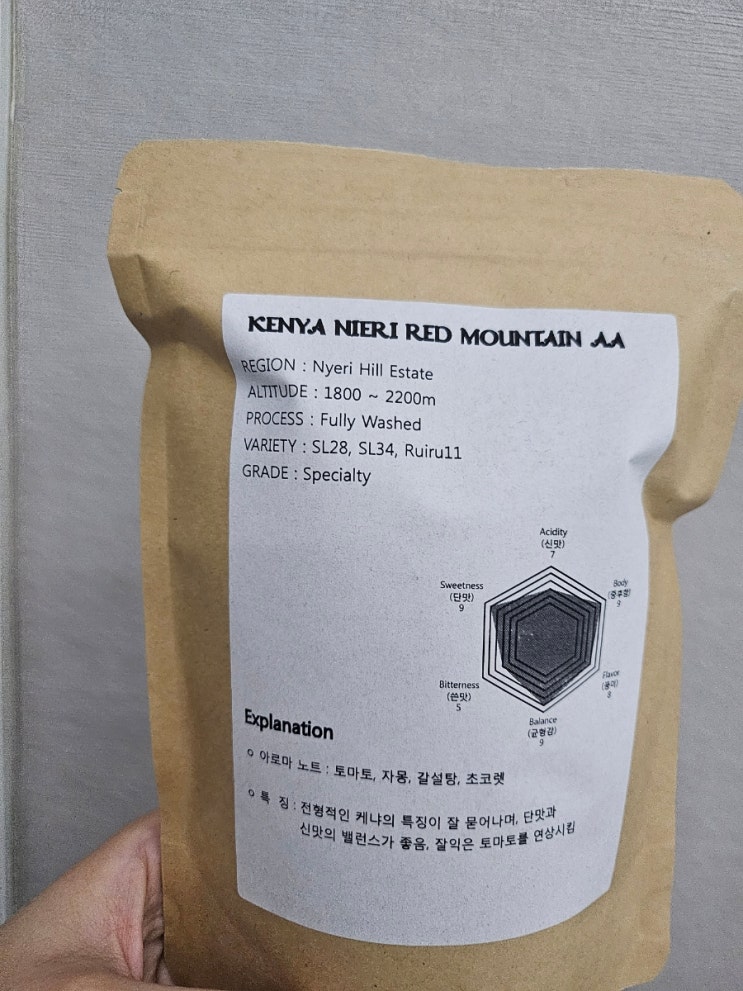 KENYA NIERI RED MOUNTAIN AA
REGION : Nyeri Hill Estate
ALTITUDE : 1800 ~ 2200m
PROCESS : Fully Washed
VARIETY : SL28, SL34, Ruiru11
GRADE : Specialty
Acidity
(신맛)
7
Sweetness
(단맛)
9
Body
(중후함)
9
Bitterness
(쓴맛)
5
Flavor
(풍미)
8
Balance
(균형감)
9
Explanation
ㅇ 아로마 노트 : 토마토, 자몽, 갈설탕, 초코렛
ㅇ 특 징 : 전형적인 케냐의 특징이 잘 묻어나며, 단맛과
신맛의 밸런스가 좋음, 잘익은 토마토를 연상시킴